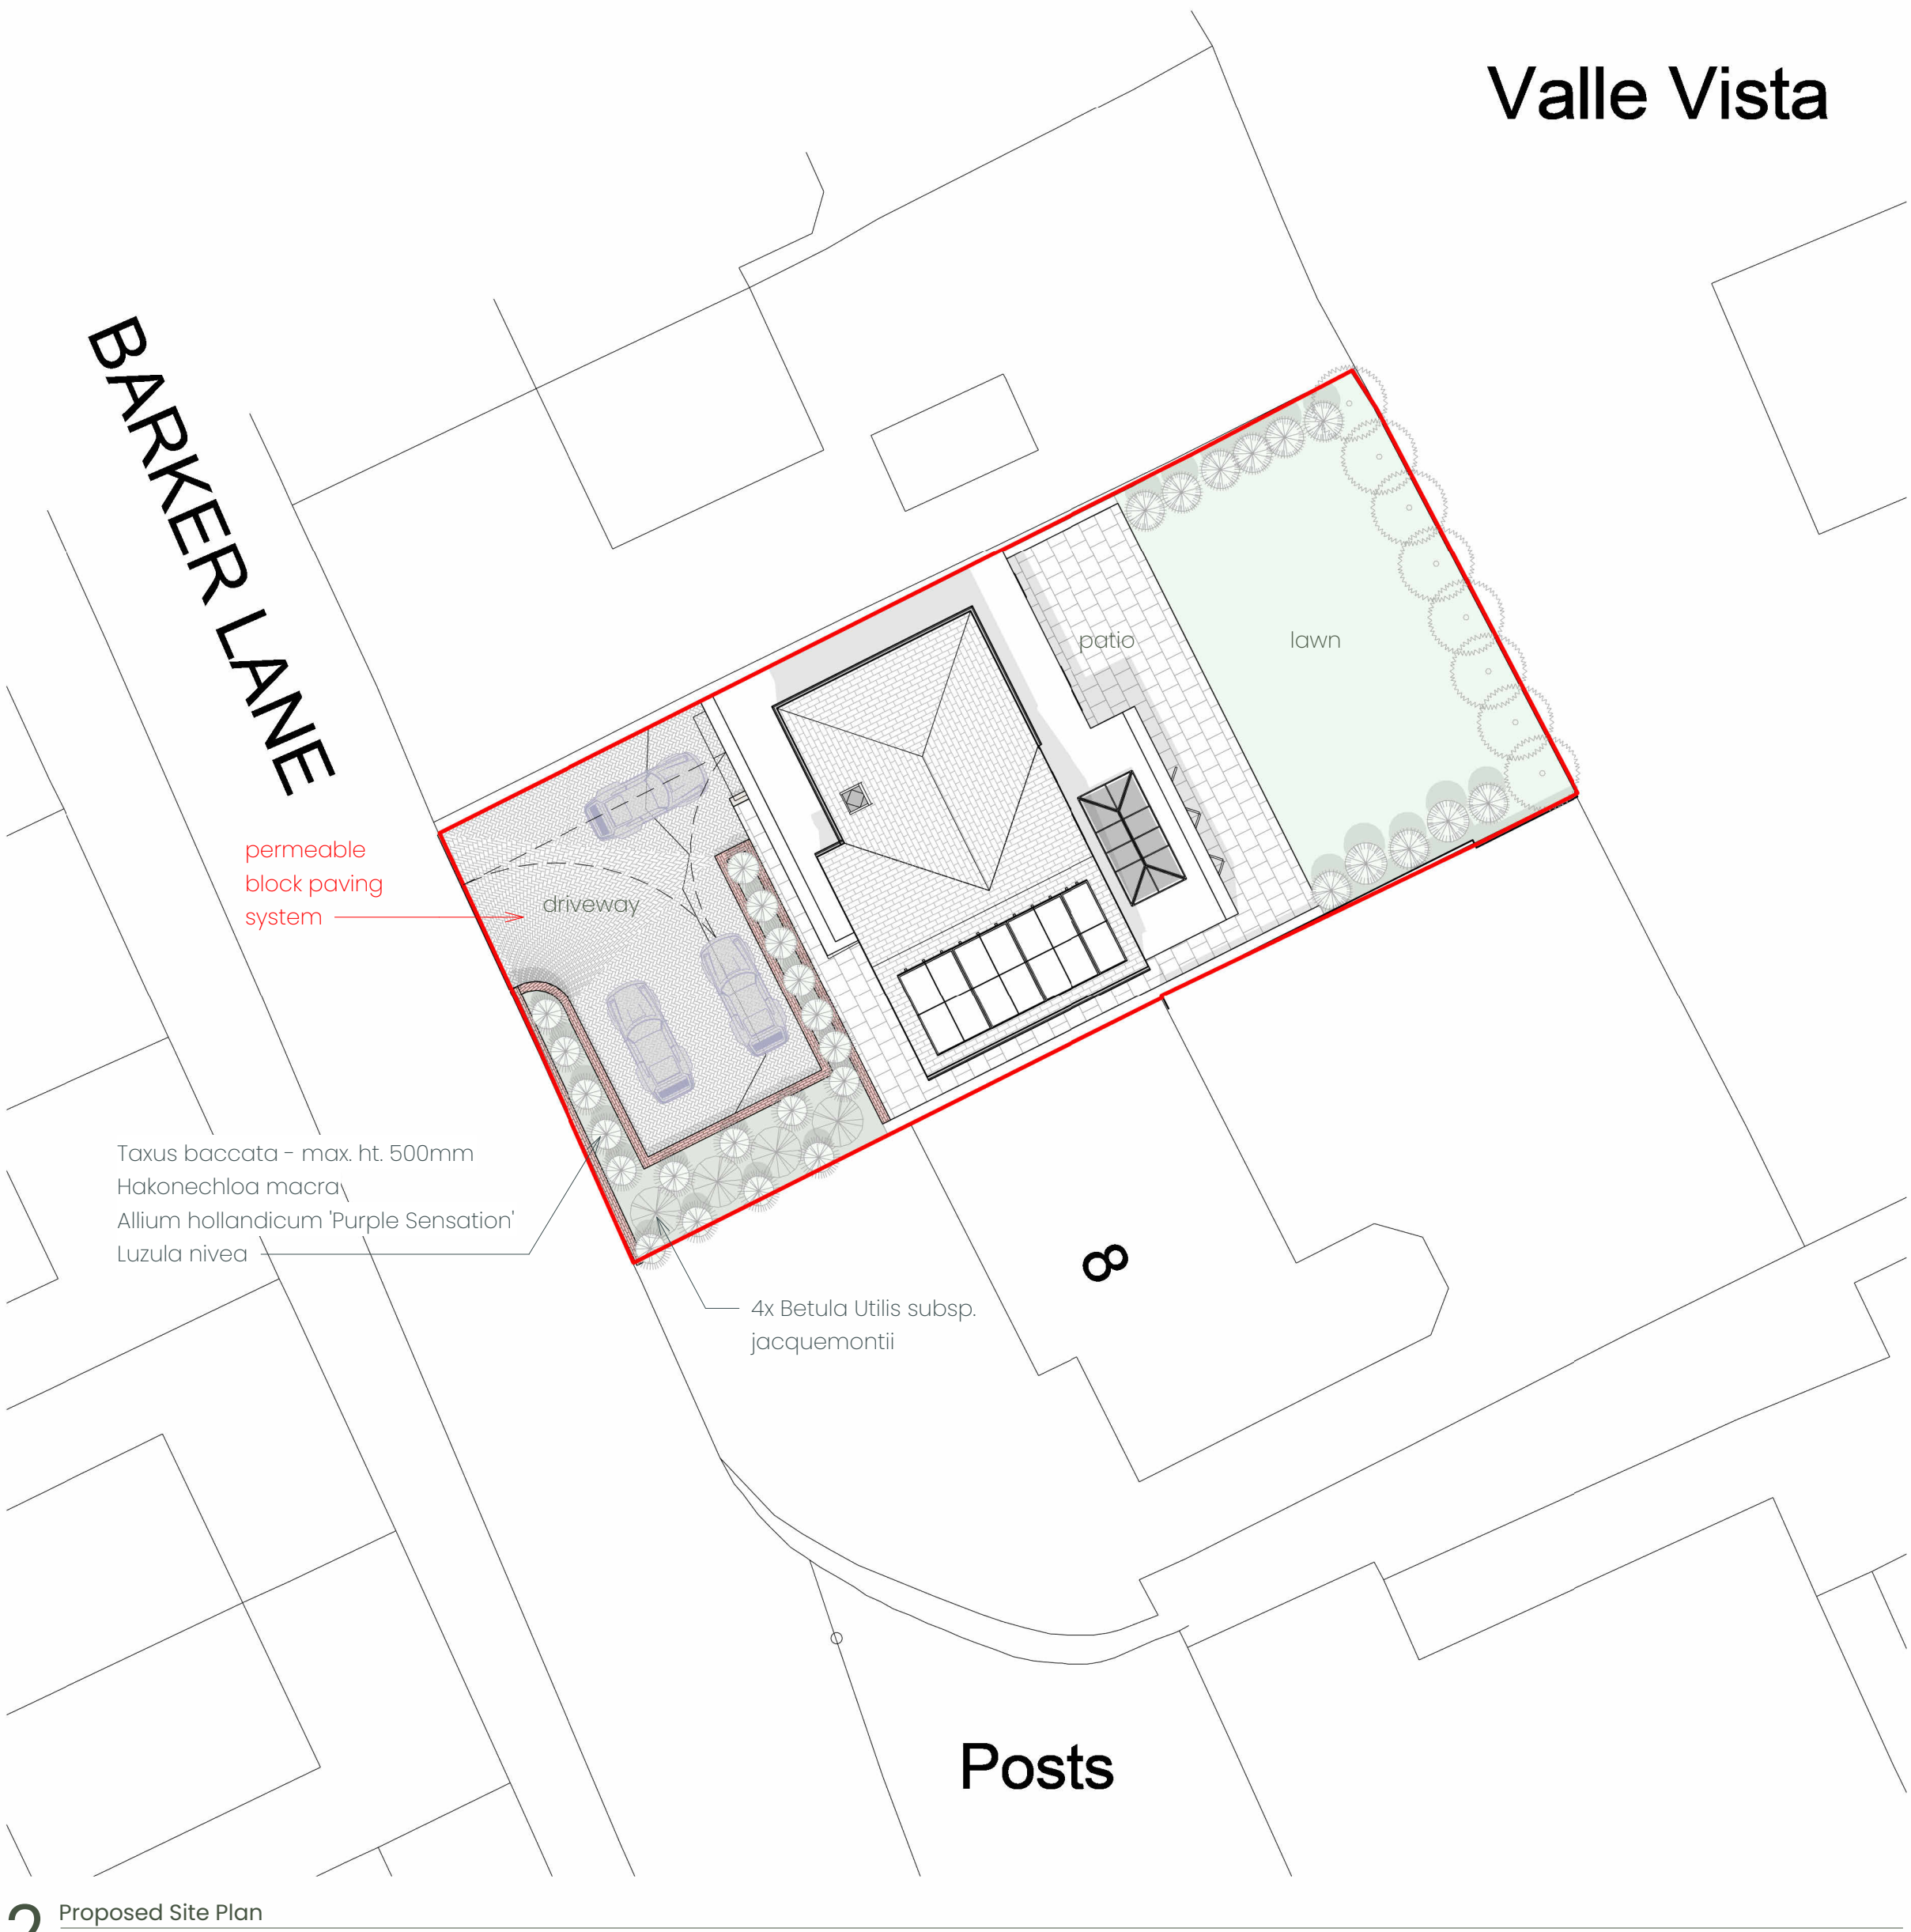 Valle Vista
BARKER LANE
patio
lawn
permeable
block paving
system
driveway
Taxus baccata - max. ht. 500mm
Hakonechloa macra
Allium hollandicum 'Purple Sensation'
Luzula nivea
8
4x Betula Utilis subsp.
jacquemontii
Posts
2 Proposed Site Plan